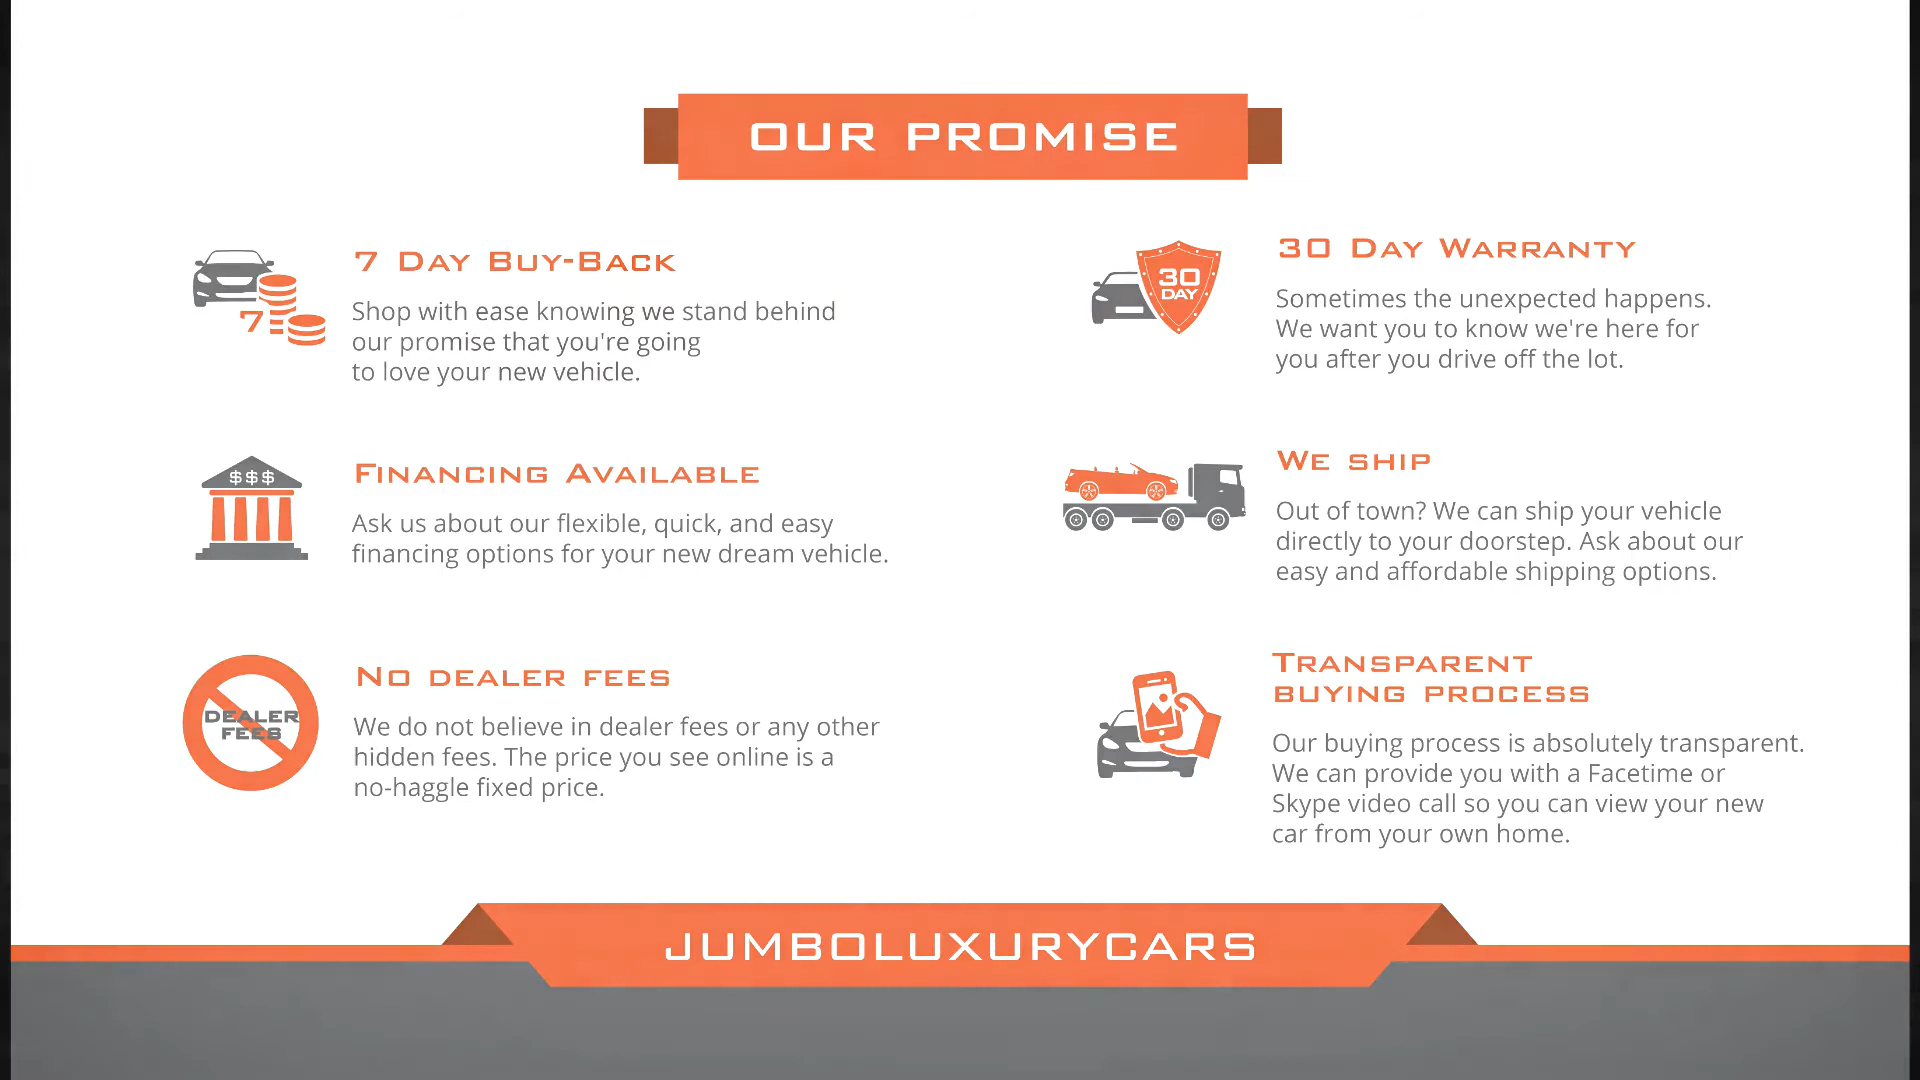 OUR PROMISE
7 DAY BUY-BACK
Shop with ease knowing we stand behind
our promise that you're going
to love your new vehicle.
7
30 DAY WARRANTY
Sometimes the unexpected happens.
We want you to know we're here for
you after you drive off the lot.
30
DAY
$$$
FINANCING AVAILABLE
Ask us about our flexible, quick, and easy
financing options for your new dream vehicle.
WE SHIP
Out of town? We can ship your vehicle
directly to your doorstep. Ask about our
easy and affordable shipping options.
DEALER
FEES
NO DEALER FEES
We do not believe in dealer fees or any other
hidden fees. The price you see online is a
no-haggle fixed price.
TRANSPARENT
BUYING PROCESS
Our buying process is absolutely transparent.
We can provide you with a Facetime or
Skype video call so you can view your new
car from your own home.
JUMBOLUXURYCARS